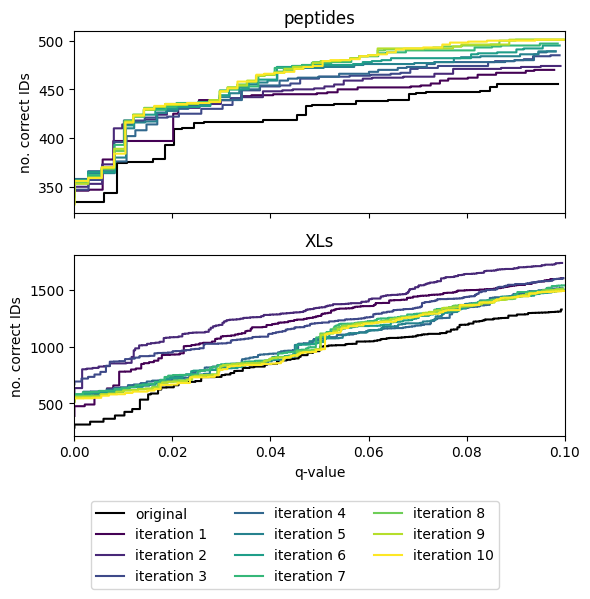 peptides
no. correct IDs
500
450
400
350
XLs
no. correct IDs
1500
1000
500
0.00 0.02 0.04 0.06 0.08 0.10
q-value
original iteration 4 iteration 8
iteration 1 iteration 5 iteration 9
iteration 2 iteration 6 iteration 10
iteration 3 iteration 7